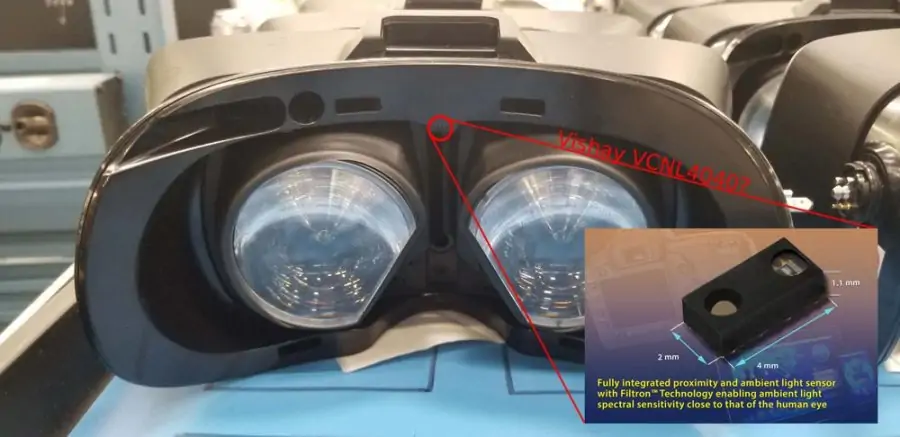 Vishay VCNL4040?
1.1 mm
2 mm
4 mm
Fully integrated proximity and ambient light sensor
with Filtron™ Technology enabling ambient light
spectral sensitivity close to that of the human eye